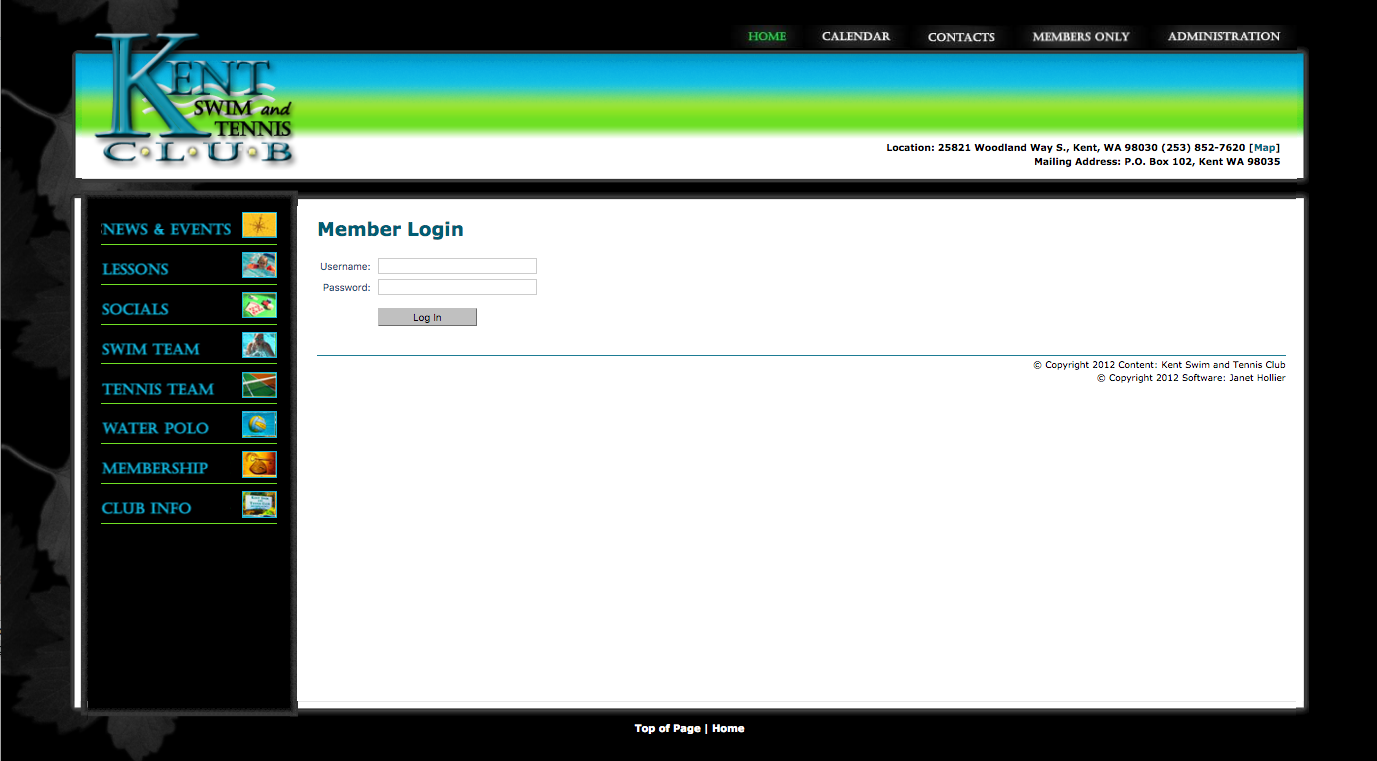 HOME CALENDAR CONTACTS MEMBERS ONLY ADMINISTRATION
KENT
SWIM and
TENNIS
C·L·U·B
Location: 25821 Woodland Way S., Kent, WA 98030 (253) 852-7620 [Map]
Mailing Address: P.O. Box 102, Kent WA 98035
NEWS & EVENTS
LESSONS
SOCIALS
SWIM TEAM
TENNIS TEAM
WATER POLO
MEMBERSHIP
CLUB INFO
Member Login
Username:
Password:
Log In
© Copyright 2012 Content: Kent Swim and Tennis Club
© Copyright 2012 Software: Janet Hollier
Top of Page | Home